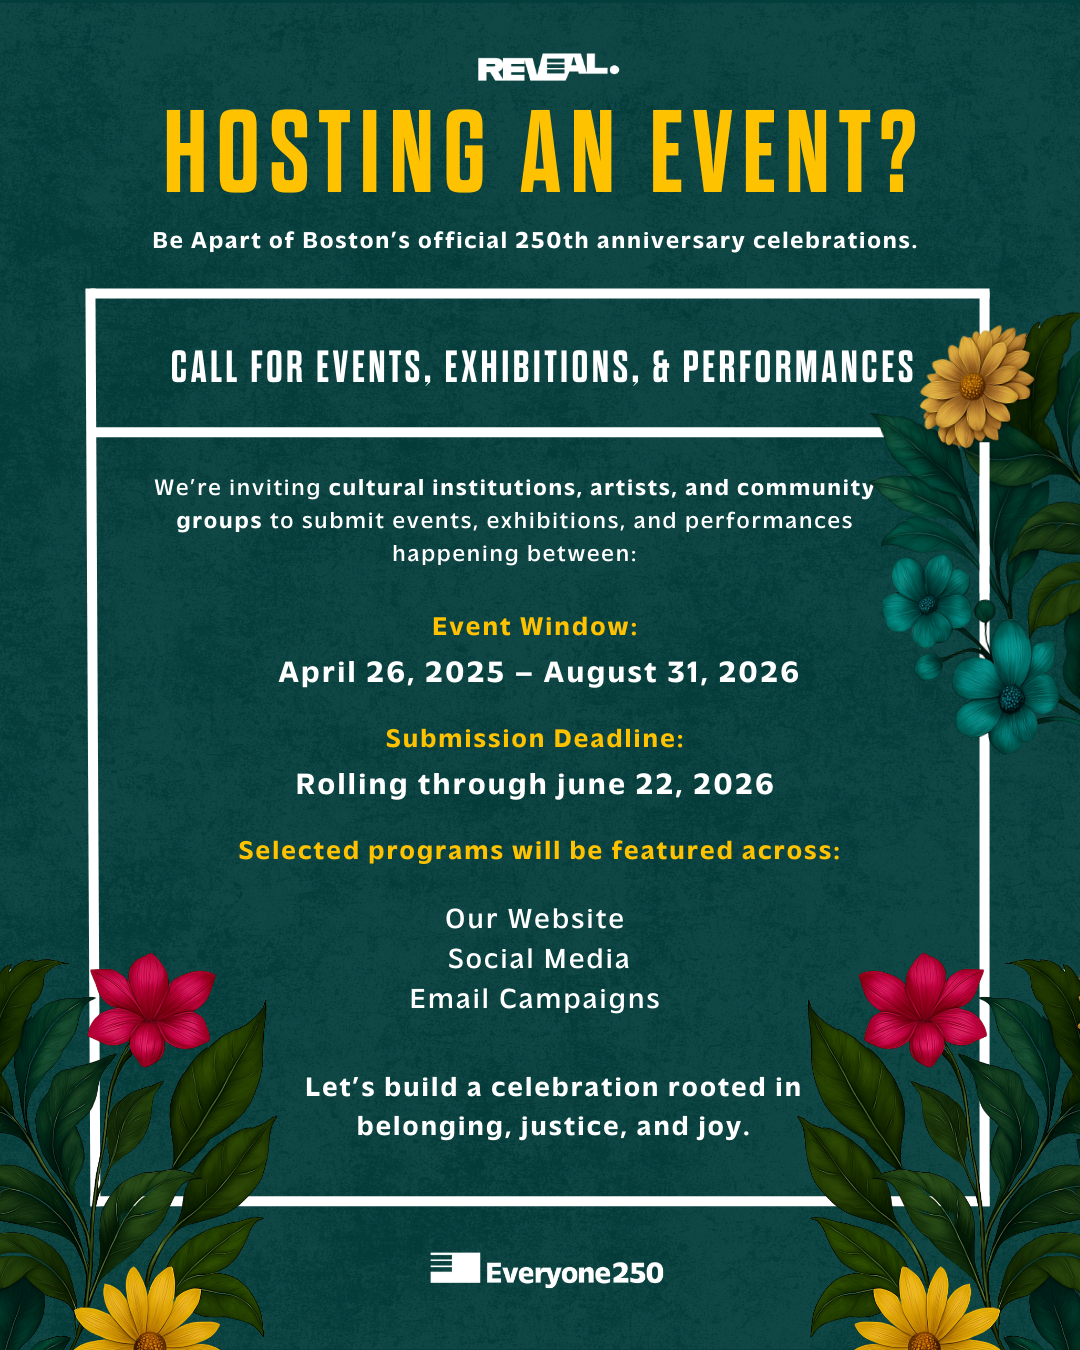 REVEAL.
HOSTING AN EVENT?
Be Apart of Boston's official 250th anniversary celebrations.
CALL FOR EVENTS, EXHIBITIONS, & PERFORMANCES
We're inviting cultural institutions, artists, and community
groups to submit events, exhibitions, and performances
happening between:
Event Window:
April 26, 2025 – August 31, 2026
Submission Deadline:
Rolling through june 22, 2026
Selected programs will be featured across:
Our Website
Social Media
Email Campaigns
Let's build a celebration rooted in
belonging, justice, and joy.
Everyone250